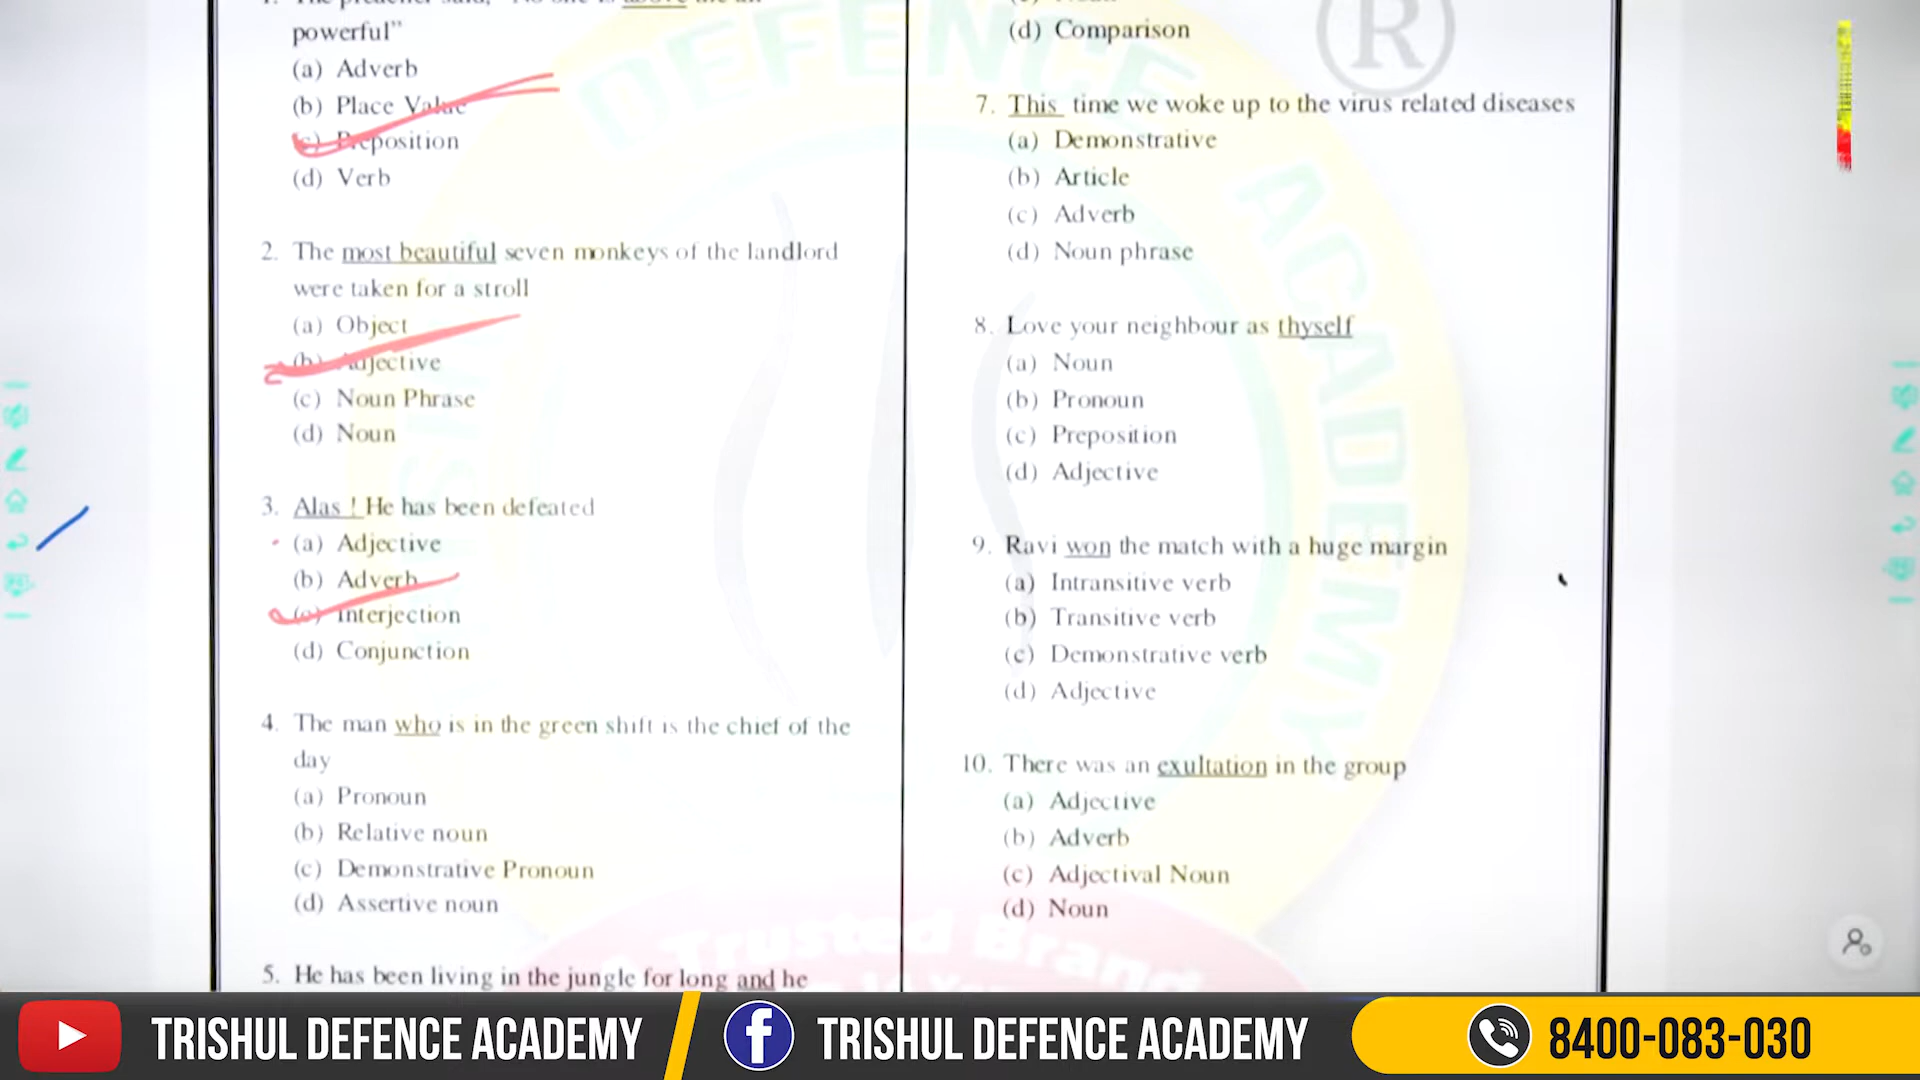 powerful”
(a) Adverb
(b) Place Value
(c) Preposition
(d) Verb
2. The most beautiful seven monkeys of the landlord
were taken for a stroll
(a) Object
(b) Adjective
(c) Noun Phrase
(d) Noun
3. Alas ! He has been defeated
(a) Adjective
(b) Adverb
(c) Interjection
(d) Conjunction
4. The man who is in the green shift is the chief of the
day
(a) Pronoun
(b) Relative noun
(c) Demonstrative Pronoun
(d) Assertive noun
5. He has been living in the jungle for long and he
(d) Comparison
7. This time we woke up to the virus related diseases
(a) Demonstrative
(b) Article
(c) Adverb
(d) Noun phrase
8. Love your neighbour as thyself
(a) Noun
(b) Pronoun
(c) Preposition
(d) Adjective
9. Ravi won the match with a huge margin
(a) Intransitive verb
(b) Transitive verb
(c) Demonstrative verb
(d) Adjective
10. There was an exultation in the group
(a) Adjective
(b) Adverb
(c) Adjectival Noun
(d) Noun
DEFENCE ACADEMY
R
Trusted Brand
TRISHUL DEFENCE ACADEMY
f TRISHUL DEFENCE ACADEMY
8400-083-030